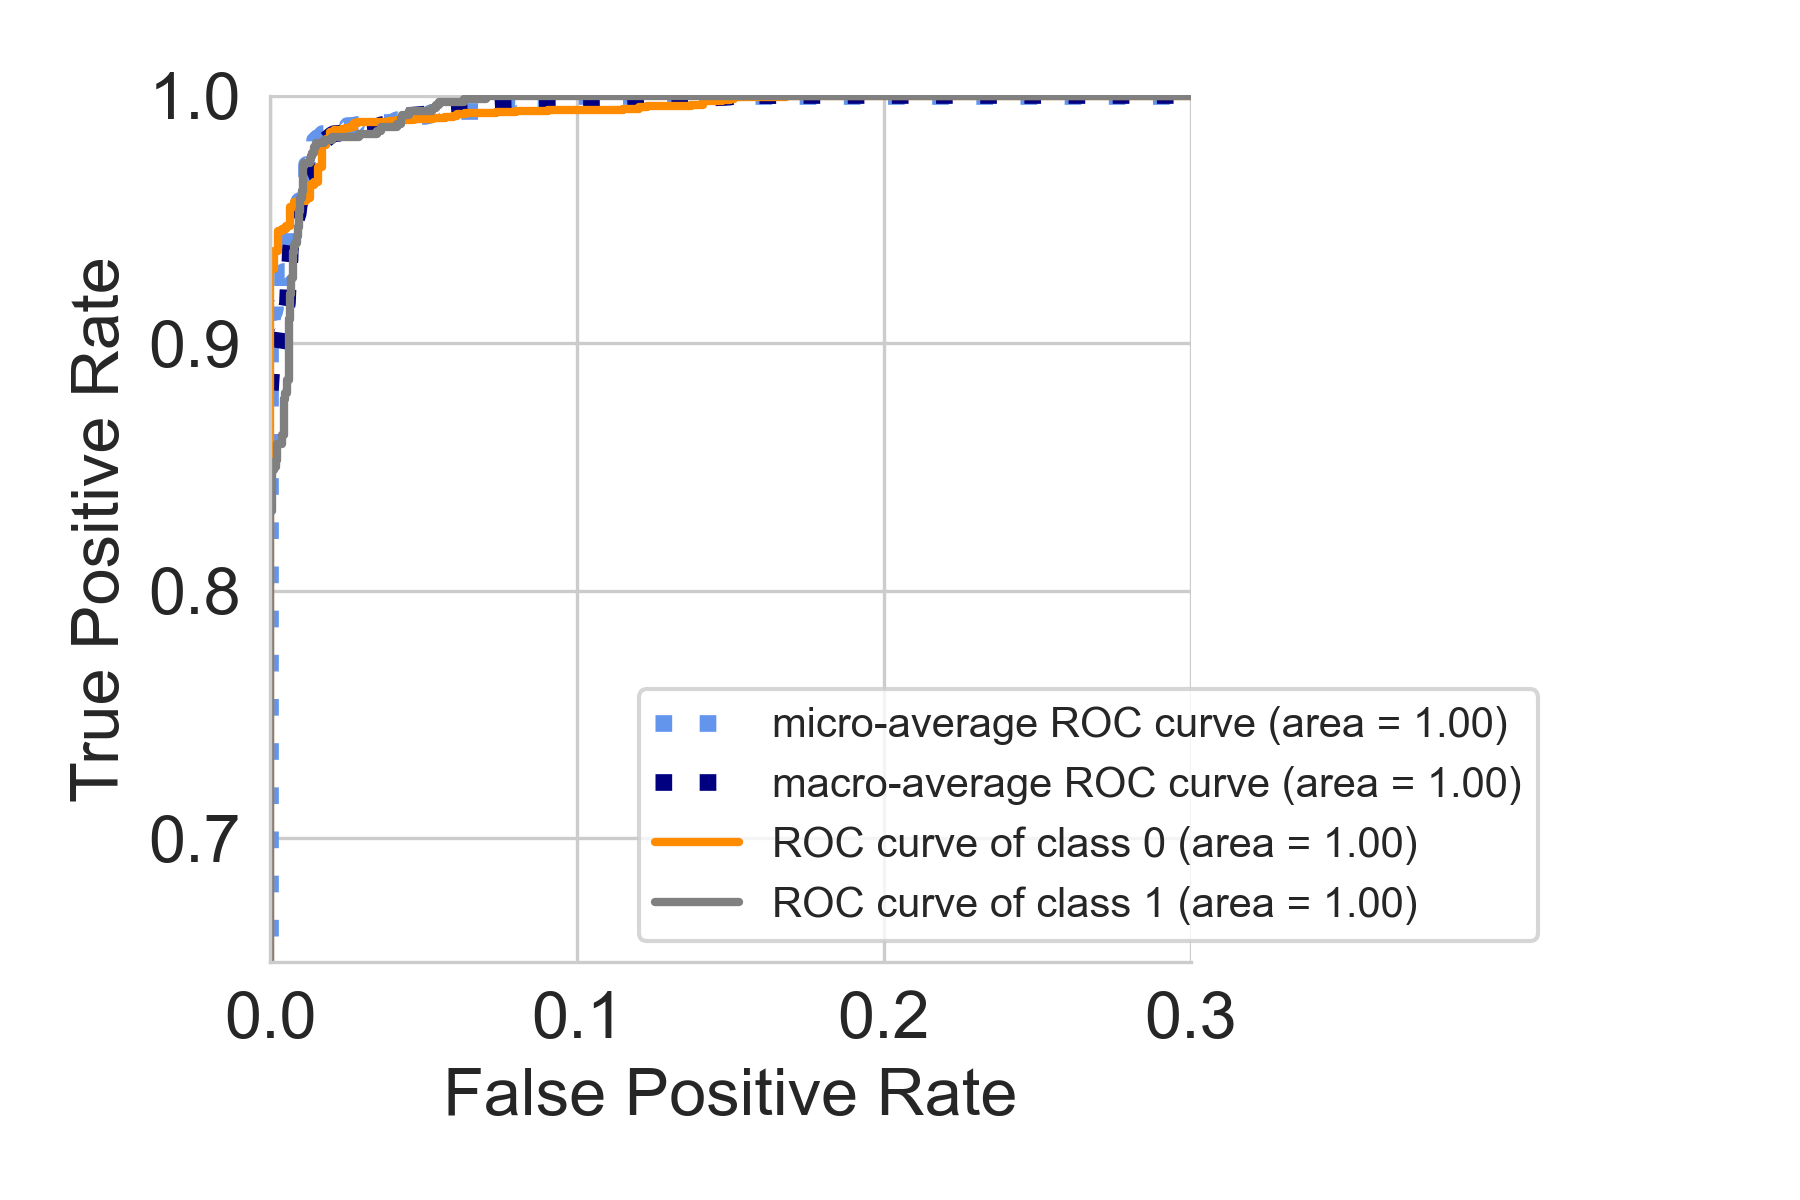 1.0
0.9
0.8
0.7
True Positive Rate
micro-average ROC curve (area = 1.00)
macro-average ROC curve (area = 1.00)
ROC curve of class 0 (area = 1.00)
ROC curve of class 1 (area = 1.00)
0.0 0.1 0.2 0.3
False Positive Rate